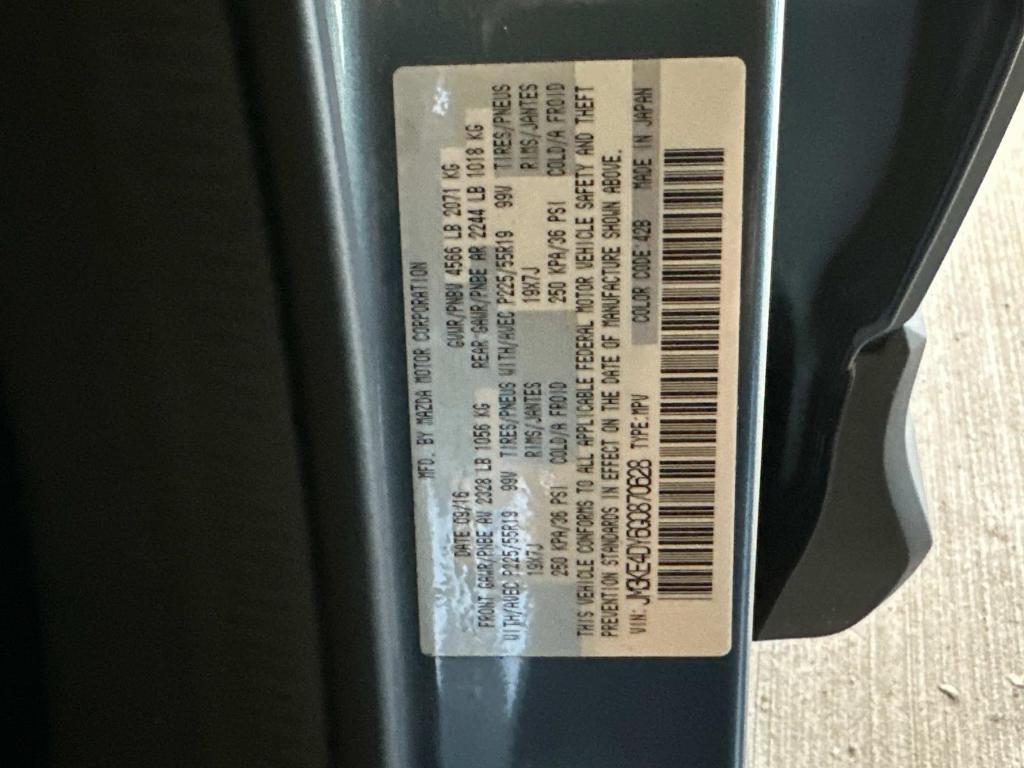 MFD. BY MAZDA MOTOR CORPORATION
DATE 09/16 GVWR/PNBV 4566 LB 2071 KG
FRONT GAWR/PNBE AV 2328 LB 1056 KG REAR GAWR/PNBE AR 2244 LB 1018 KG
WITH/AVEC P225/55R19 99V TIRES/PNEUS WITH/AVEC P225/55R19 99V TIRES/PNEUS
19X7J RIMS/JANTES 19X7J RIMS/JANTES
250 KPA/36 PSI COLD/A FROID 250 KPA/36 PSI COLD/A FROID
THIS VEHICLE CONFORMS TO ALL APPLICABLE FEDERAL MOTOR VEHICLE SAFETY AND THEFT
PREVENTION STANDARDS IN EFFECT ON THE DATE OF MANUFACTURE SHOWN ABOVE.
VIN: JM3KE4DY6G0870628 TYPE:MPV COLOR CODE 42B MADE IN JAPAN